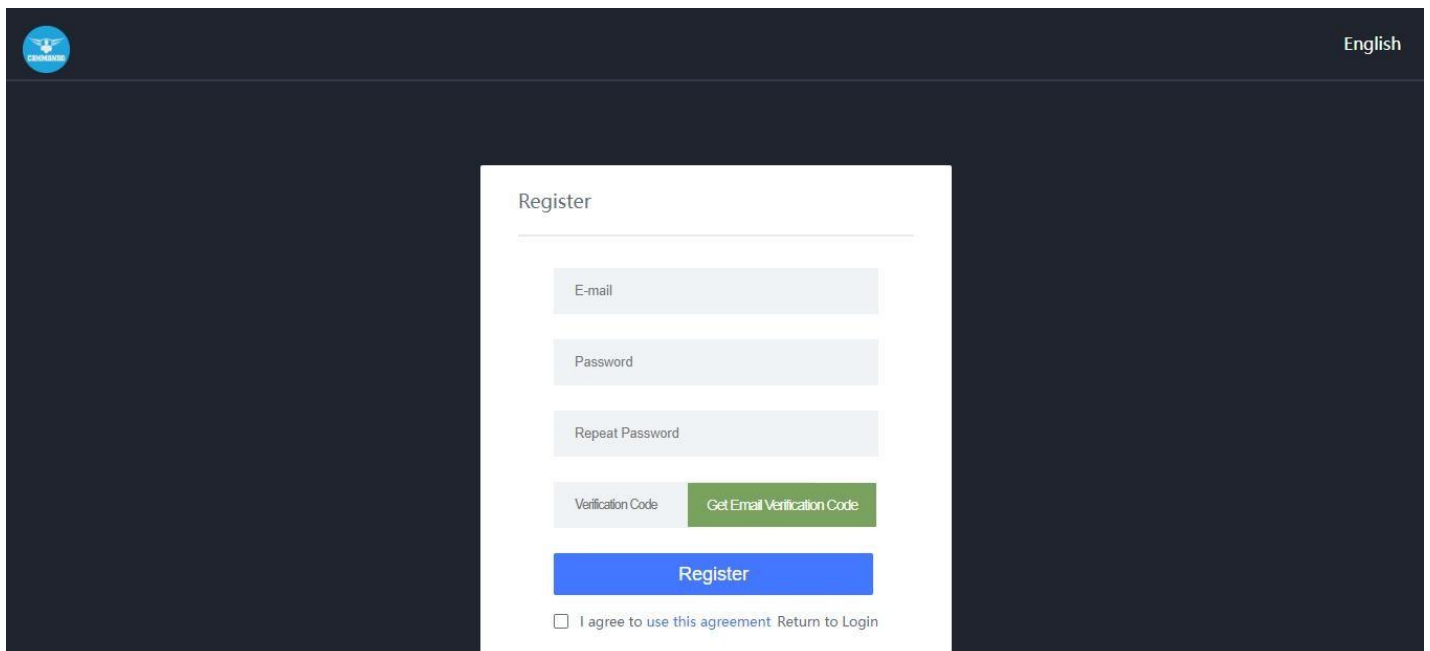 COMMANDO
English
Register
E-mail
Password
Repeat Password
Verification Code Get Email Verification Code
Register
I agree to use this agreement Return to Login